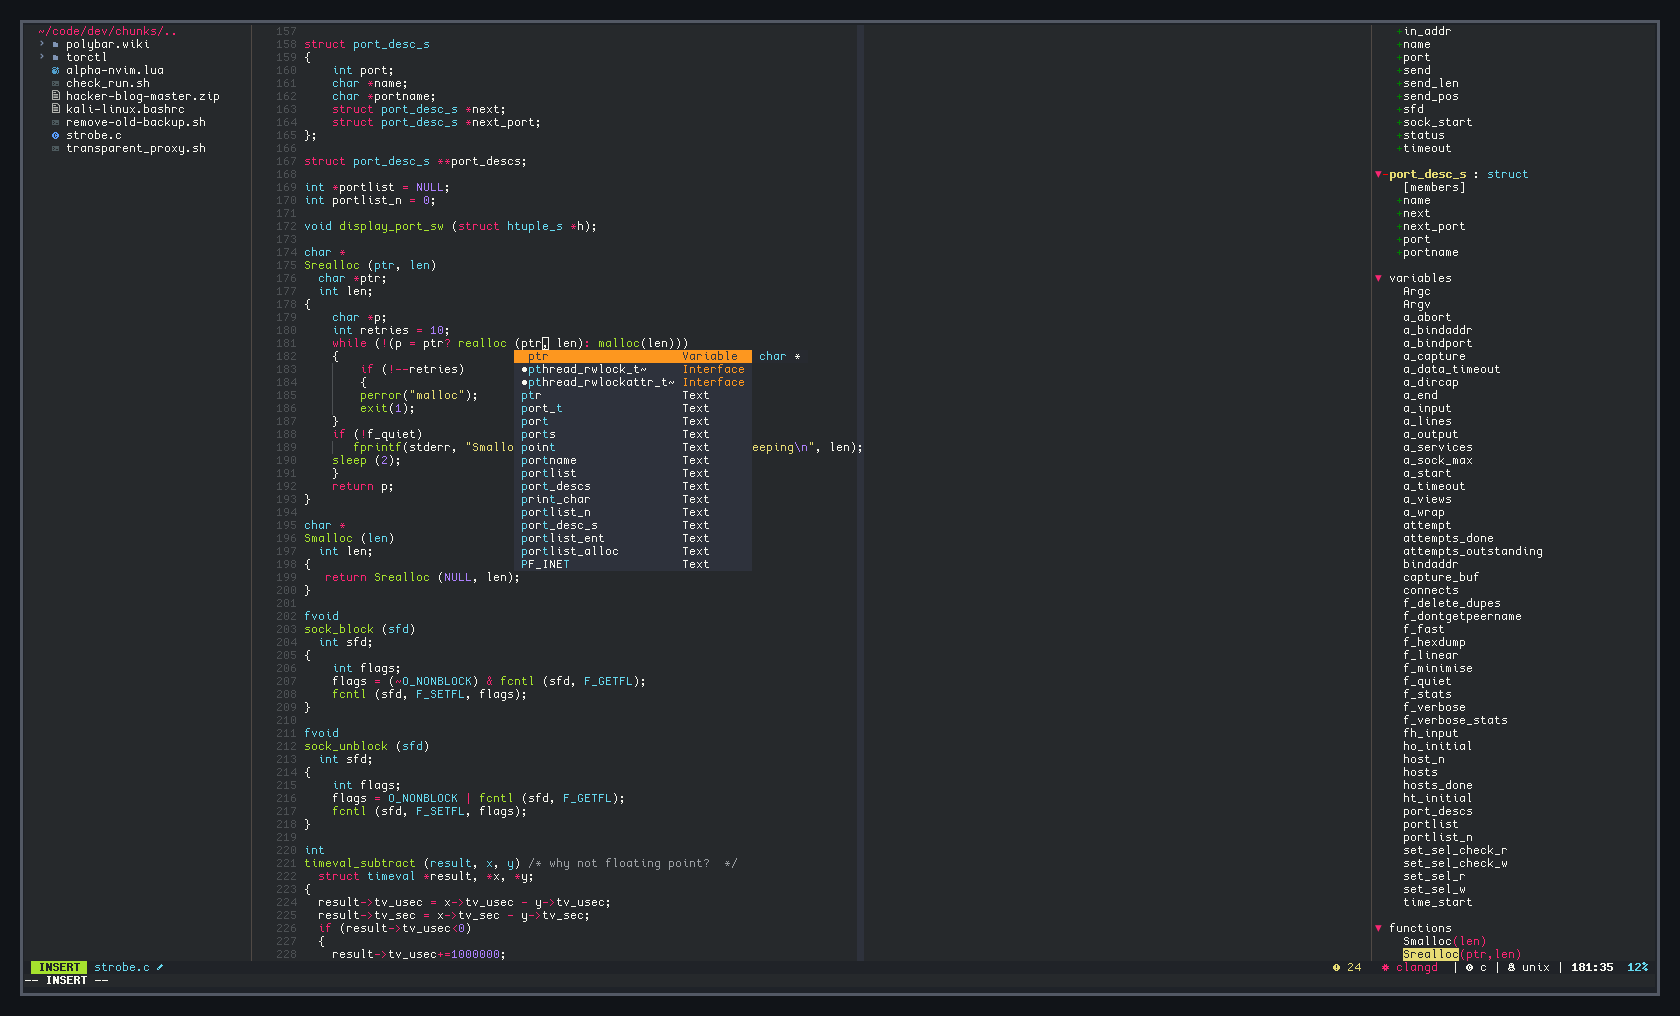 ~/code/dev/chunks/..
› polybar.wiki
› torctl
alpha-nvim.lua
check_run.sh
hacker-blog-master.zip
kali-linux.bashrc
remove-old-backup.sh
strobe.c
transparent_proxy.sh
157
158 struct port_desc_s
159 {
160     int port;
161     char *name;
162     char *portname;
163     struct port_desc_s *next;
164     struct port_desc_s *next_port;
165 };
166
167 struct port_desc_s **port_descs;
168
169 int *portlist = NULL;
170 int portlist_n = 0;
171
172 void display_port_sw (struct htuple_s *h);
173
174 char *
175 Srealloc (ptr, len)
176   char *ptr;
177   int len;
178 {
179     char *p;
180     int retries = 10;
181     while (!(p = ptr? realloc (ptr, len): malloc(len)))
182     {
183         if (!--retries)
184         {
185         perror("malloc");
186         exit(1);
187     }
188     if (!f_quiet)
189        fprintf(stderr, "Smallo eeping\n", len);
190     sleep (2);
191     }
192     return p;
193 }
194
195 char *
196 Smalloc (len)
197   int len;
198 {
199    return Srealloc (NULL, len);
200 }
201
202 fvoid
203 sock_block (sfd)
204   int sfd;
205 {
206     int flags;
207     flags = (~O_NONBLOCK) & fcntl (sfd, F_GETFL);
208     fcntl (sfd, F_SETFL, flags);
209 }
210
211 fvoid
212 sock_unblock (sfd)
213   int sfd;
214 {
215     int flags;
216     flags = O_NONBLOCK | fcntl (sfd, F_GETFL);
217     fcntl (sfd, F_SETFL, flags);
218 }
219
220 int
221 timeval_subtract (result, x, y) /* why not floating point?  */
222   struct timeval *result, *x, *y;
223 {
224   result->tv_usec = x->tv_usec - y->tv_usec;
225   result->tv_sec = x->tv_sec - y->tv_sec;
226   if (result->tv_usec<0)
227   {
228     result->tv_usec+=1000000;
ptr Variable char *
●pthread_rwlock_t~ Interface
●pthread_rwlockattr_t~ Interface
ptr Text
port_t Text
port Text
ports Text
point Text
portname Text
portlist Text
port_descs Text
print_char Text
portlist_n Text
port_desc_s Text
portlist_ent Text
portlist_alloc Text
PF_INET Text
+in_addr
+name
+port
+send
+send_len
+send_pos
+sfd
+sock_start
+status
+timeout
▼-port_desc_s : struct
[members]
+name
+next
+next_port
+port
+portname
▼ variables
Argc
Argv
a_abort
a_bindaddr
a_bindport
a_capture
a_data_timeout
a_dircap
a_end
a_input
a_lines
a_output
a_services
a_sock_max
a_start
a_timeout
a_views
a_wrap
attempt
attempts_done
attempts_outstanding
bindaddr
capture_buf
connects
f_delete_dupes
f_dontgetpeername
f_fast
f_hexdump
f_linear
f_minimise
f_quiet
f_stats
f_verbose
f_verbose_stats
fh_input
ho_initial
host_n
hosts
hosts_done
ht_initial
port_descs
portlist
portlist_n
set_sel_check_r
set_sel_check_w
set_sel_r
set_sel_w
time_start
▼ functions
Smalloc(len)
Srealloc(ptr,len)
INSERT strobe.c 24 clangd | c | unix | 181:35 12%
-- INSERT --